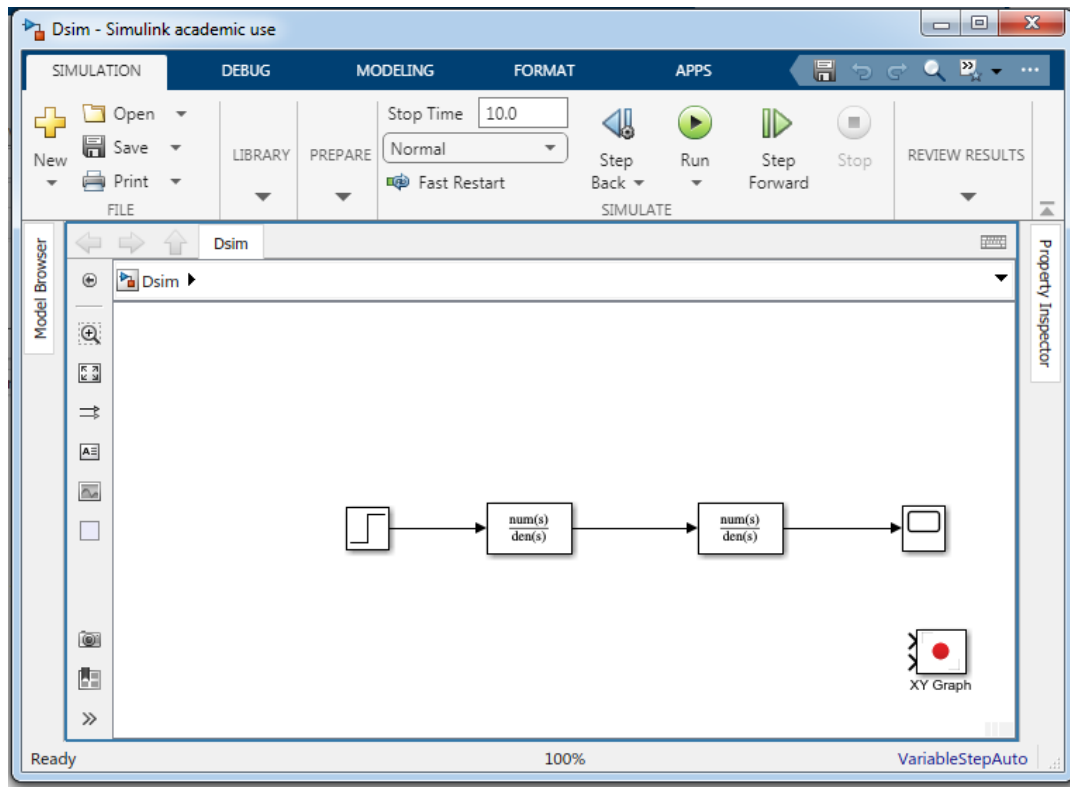 Dsim - Simulink academic use
SIMULATION DEBUG MODELING FORMAT APPS
New
Open
Save
Print
FILE
LIBRARY
PREPARE
Stop Time 10.0
Normal
Fast Restart
Step Back
Run
Step Forward
Stop
SIMULATE
REVIEW RESULTS
Model Browser
Dsim
Dsim
Property Inspector
num(s)
den(s)
num(s)
den(s)
XY Graph
Ready 100% VariableStepAuto